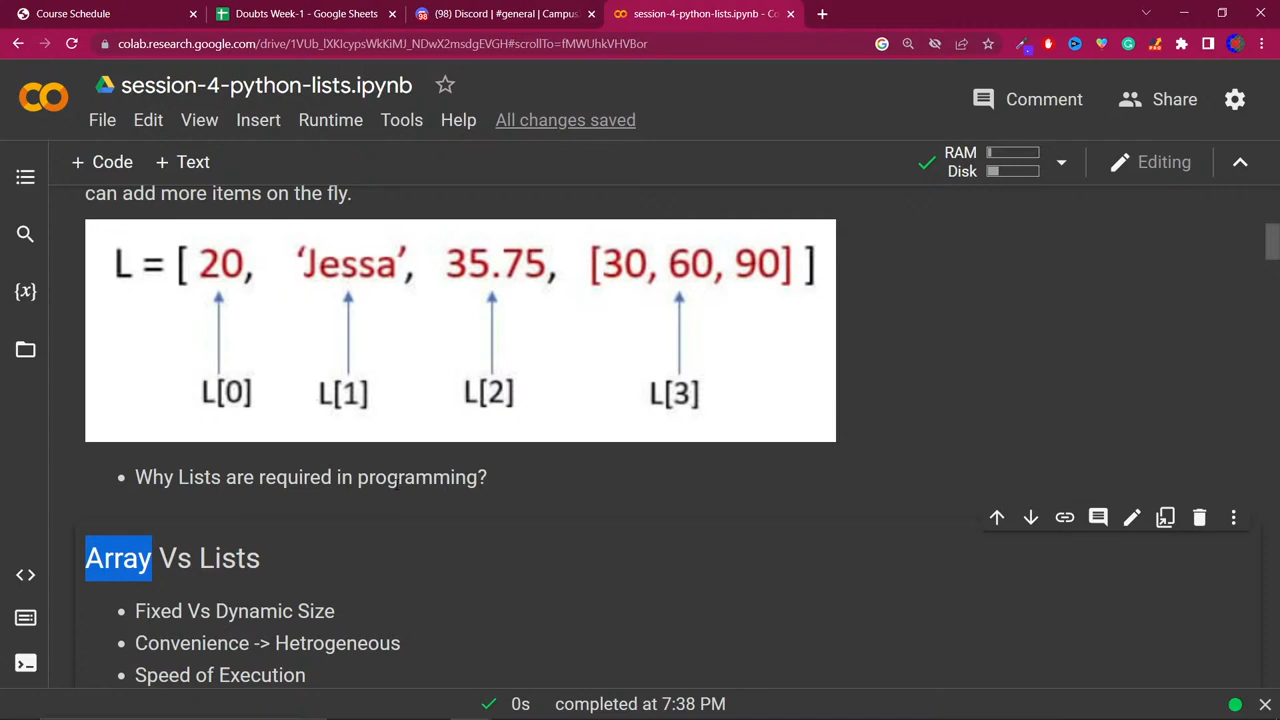 Course Schedule
Doubts Week-1 - Google Sheets
(98) Discord | #general | Campus
session-4-python-lists.ipynb - Co
colab.research.google.com/drive/1VUb_lXKIcypsWkKiMJ_NDwX2msdgEVGH#scrollTo=fMWUhkVHVBor
session-4-python-lists.ipynb
Comment
Share
File Edit View Insert Runtime Tools Help All changes saved
+ Code + Text
RAM
Disk
Editing
can add more items on the fly.
L = [ 20, ‘Jessa’, 35.75, [30, 60, 90] ]
L[0] L[1] L[2] L[3]
• Why Lists are required in programming?
Array Vs Lists
• Fixed Vs Dynamic Size
• Convenience -> Hetrogeneous
• Speed of Execution
0s completed at 7:38 PM